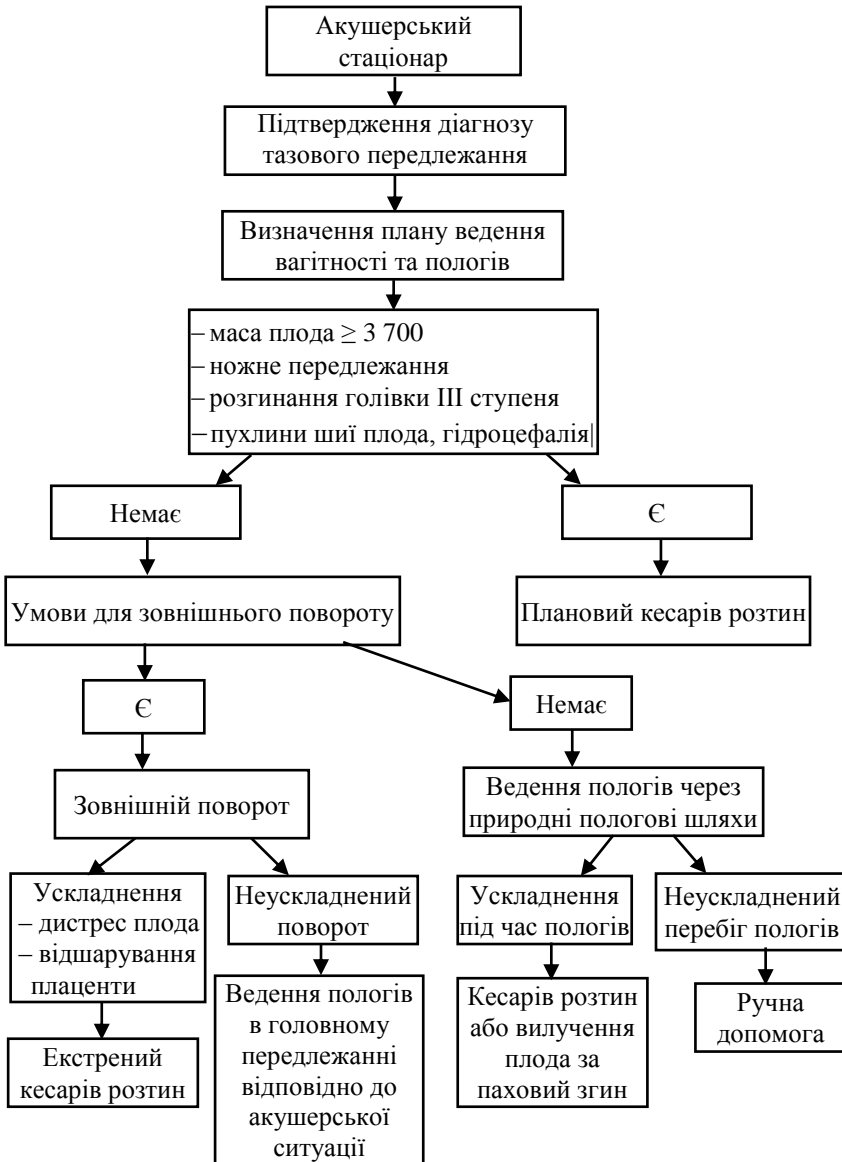 Акушерський
стаціонар
Підтвердження діагнозу
тазового передлежання
Визначення плану ведення
вагітності та пологів
– маса плода ≥ 3 700
– ножне передлежання
– розгинання голівки III ступеня
– пухлини шиї плода, гідроцефалія|
Немає
Є
Умови для зовнішнього повороту
Плановий кесарів розтин
Є
Немає
Зовнішній поворот
Ведення пологів через
природні пологові шляхи
Ускладнення
– дистрес плода
– відшарування
плаценти
Неускладнений
поворот
Ускладнення
під час пологів
Неускладнений
перебіг пологів
Екстрений
кесарів розтин
Ведення пологів
в головному
передлежанні
відповідно до
акушерської
ситуації
Кесарів розтин
або вилучення
плода за
паховий згин
Ручна
допомога